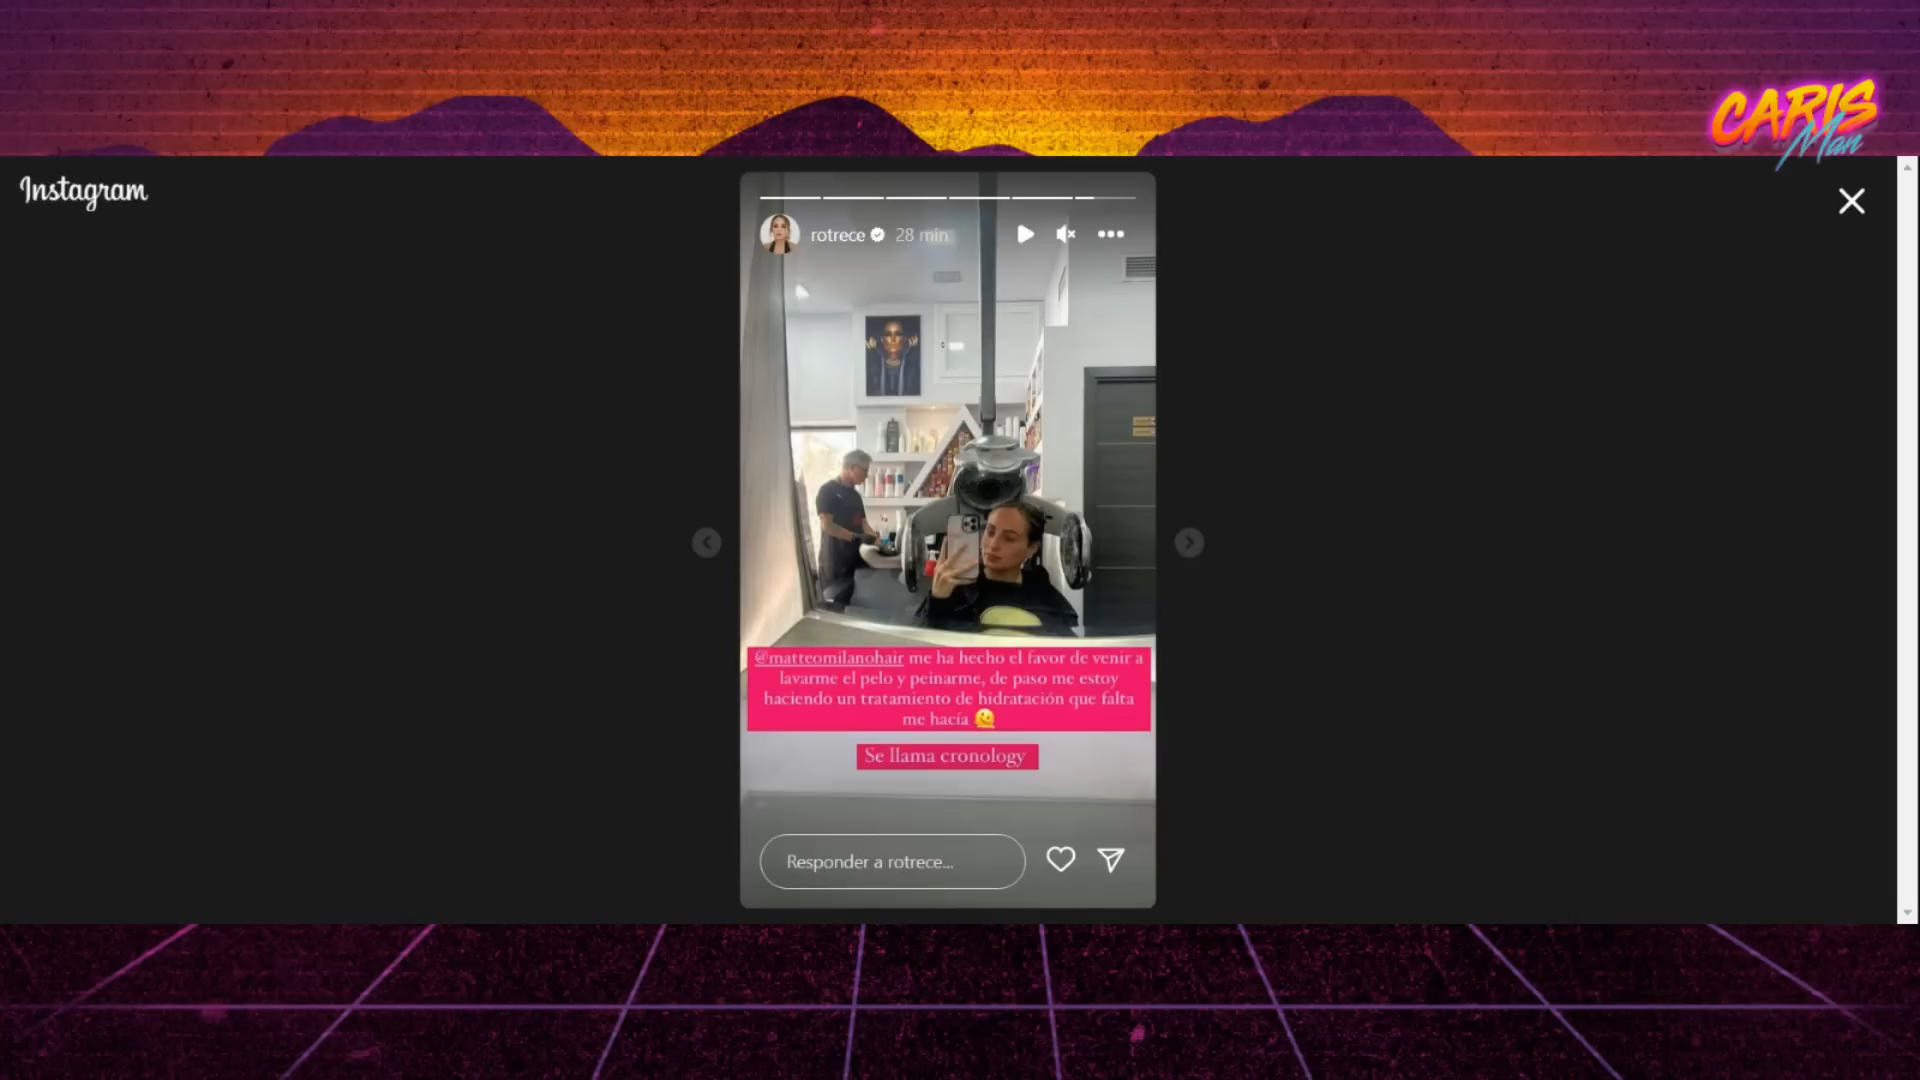 CARIS
Man
Instagram
rotrece 28 min
@matteomilanohair me ha hecho el favor de venir a
lavarme el pelo y peinarme, de paso me estoy
haciendo un tratamiento de hidratación que falta
me hacía 🫠
Se llama cronology
Responder a rotrece...